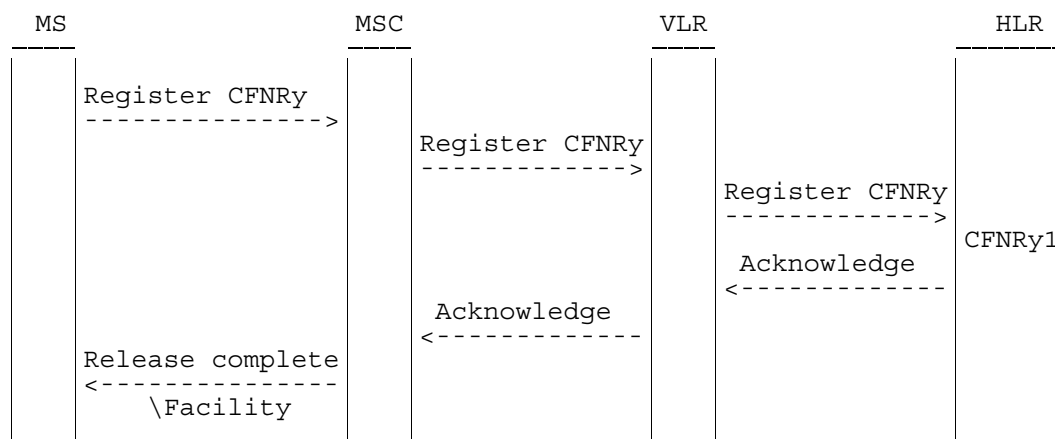 MS MSC VLR HLR
Register CFNRy
Register CFNRy
Register CFNRy
CFNRy1
Acknowledge
Acknowledge
Release complete
\Facility